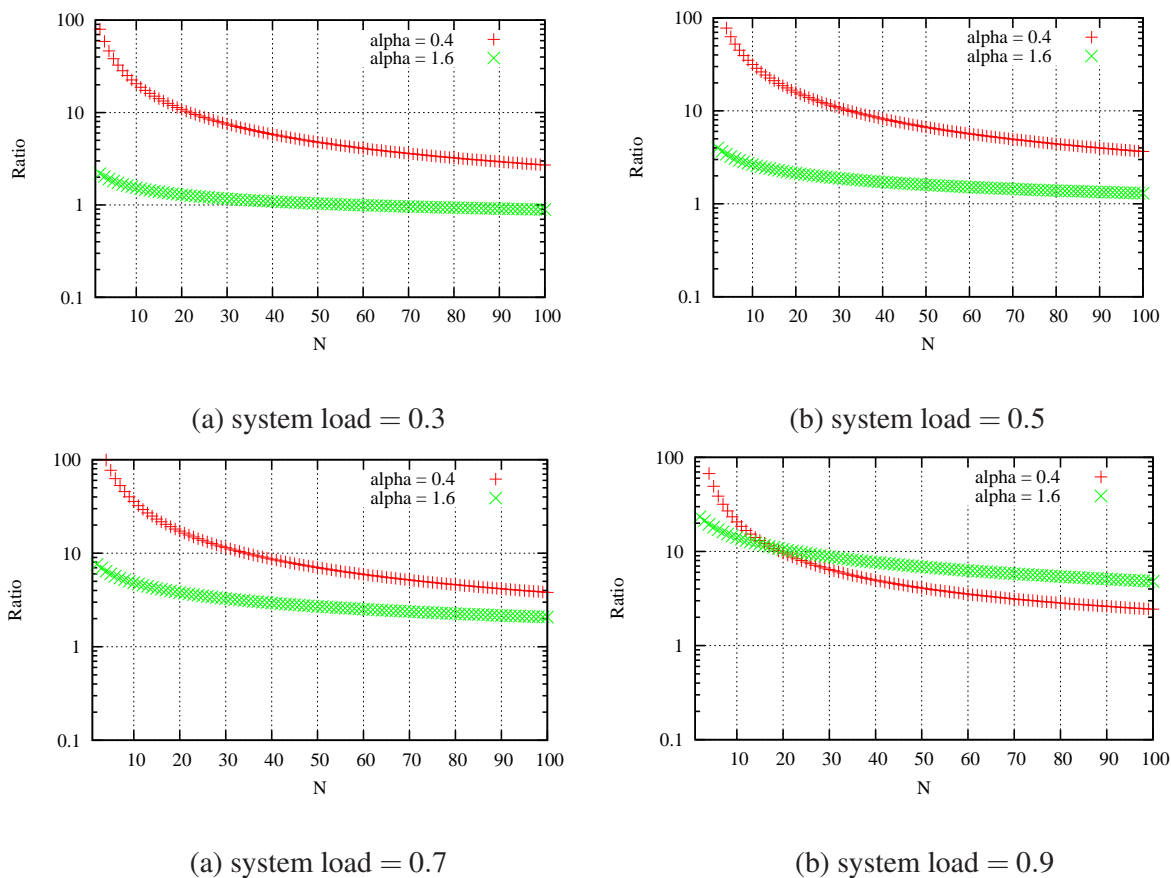 100
10
1
0.1
Ratio
alpha = 0.4
alpha = 1.6
10 20 30 40 50 60 70 80 90 100
N
(a) system load = 0.3
100
10
1
0.1
Ratio
alpha = 0.4
alpha = 1.6
10 20 30 40 50 60 70 80 90 100
N
(b) system load = 0.5
100
10
1
0.1
Ratio
alpha = 0.4
alpha = 1.6
10 20 30 40 50 60 70 80 90 100
N
(a) system load = 0.7
100
10
1
0.1
Ratio
alpha = 0.4
alpha = 1.6
10 20 30 40 50 60 70 80 90 100
N
(b) system load = 0.9